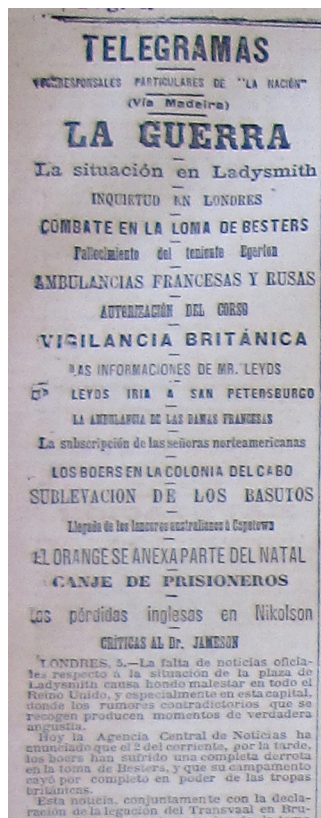 TELEGRAMAS
CORRESPONSALES PARTICULARES DE "LA NACIÓN"
(Via Madeira)
LA GUERRA
La situación en Ladysmith
INQUIETUD EN LONDRES
COMBATE EN LA LOMA DE BESTERS
Fallecimiento del teniente Egerton
AMBULANCIAS FRANCESAS Y RUSAS
AUTORIZACIÓN DEL CORSO
VIGILANCIA BRITÁNICA
LAS INFORMACIONES DE MR. LEYDS
LEYDS IRIA A SAN PETERSBURGO
LA AMBULANCIA DE LAS DAMAS FRANCESAS
La subscripción de las señoras norteamericanas
LOS BOERS EN LA COLONIA DEL CABO
SUBLEVACION DE LOS BASUTOS
Llegada de los lanceros australianos á Capetown
EL ORANGE SE ANEXA PARTE DEL NATAL
CANJE DE PRISIONEROS
Las pérdidas inglesas en Nikolson
CRÍTICAS AL Dr. JAMESON
LONDRES, 5.—La falta de noticias oficia-
les respecto á la situación de la plaza de
Ladysmith causa hondo malestar en todo el
Reino Unido, y especialmente en esta capital,
donde los rumores contradictorios que se
recogen producen momentos de verdadera
angustia.
Hoy la Agencia Central de Noticias ha
anunciado que el 2 del corriente, por la tarde,
los boers han sufrido una completa derrota
en la toma de Besters, y que su campamento
cayó por completo en poder de las tropas
británicas.
Esta noticia, conjuntamente con la decla-
ración de la legación del Transvaal en Bru-